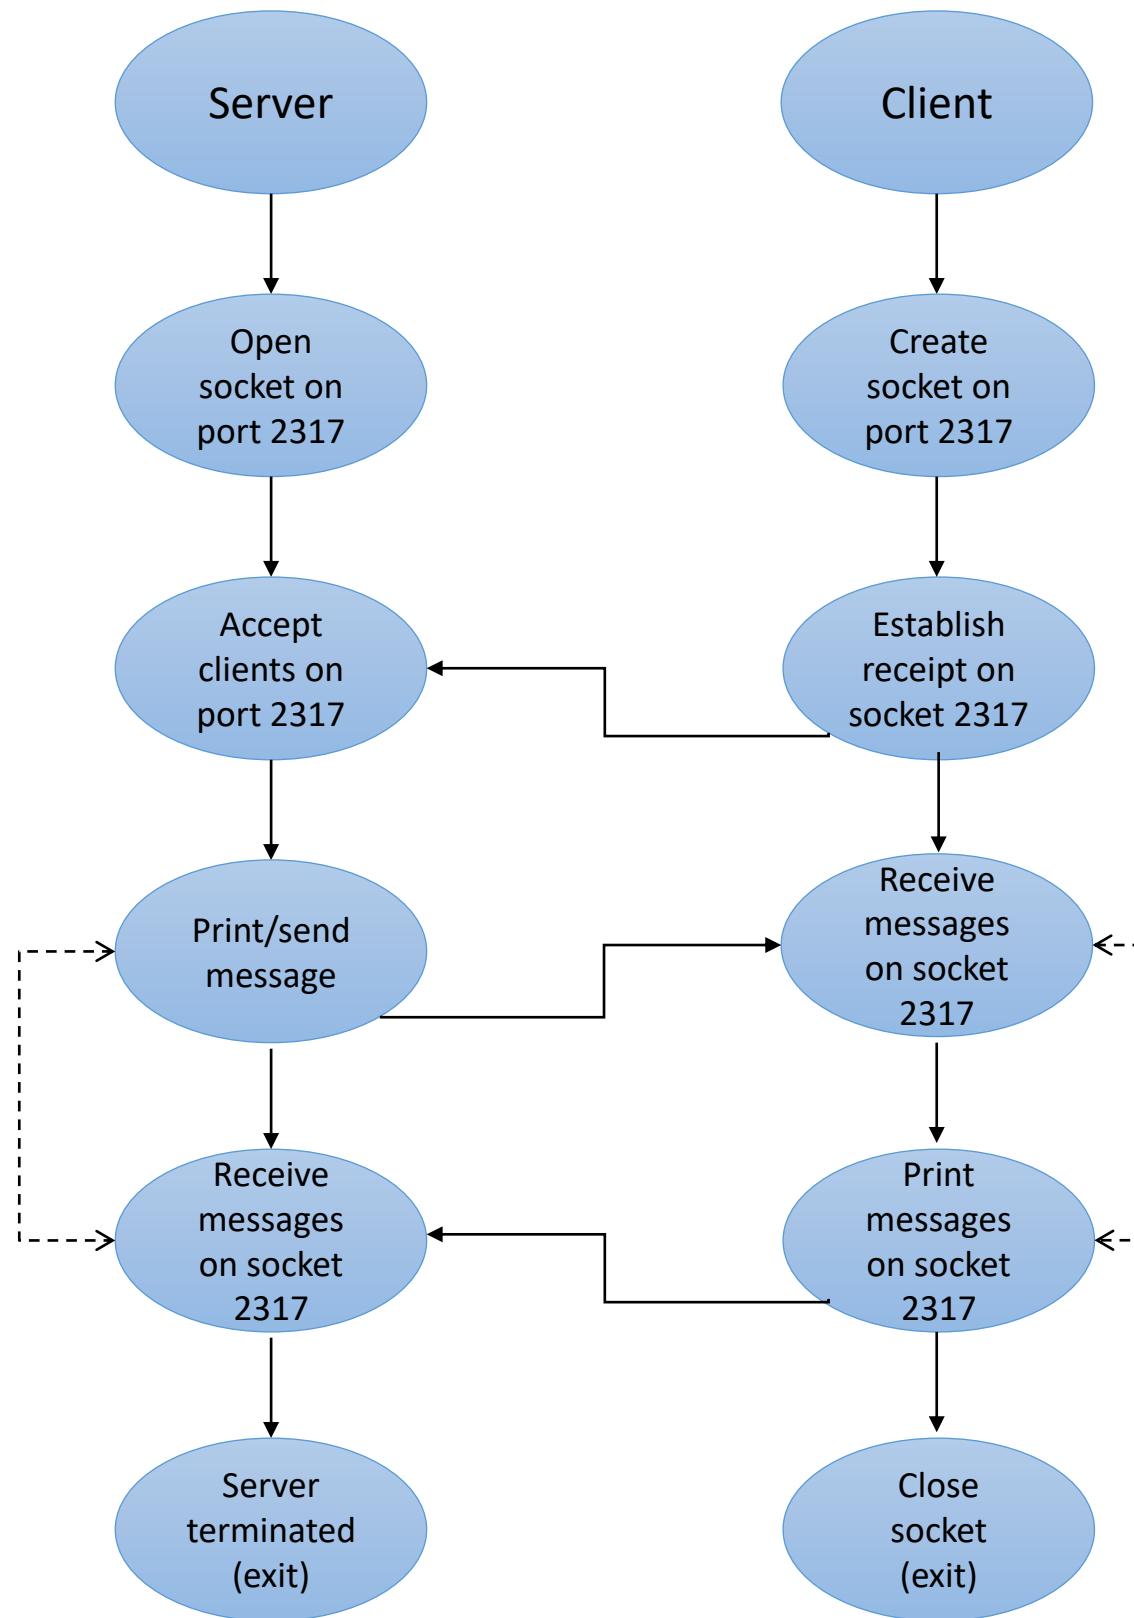 Server
Client
Open
socket on
port 2317
Create
socket on
port 2317
Accept
clients on
port 2317
Establish
receipt on
socket 2317
Print/send
message
Receive
messages
on socket
2317
Receive
messages
on socket
2317
Print
messages
on socket
2317
Server
terminated
(exit)
Close
socket
(exit)